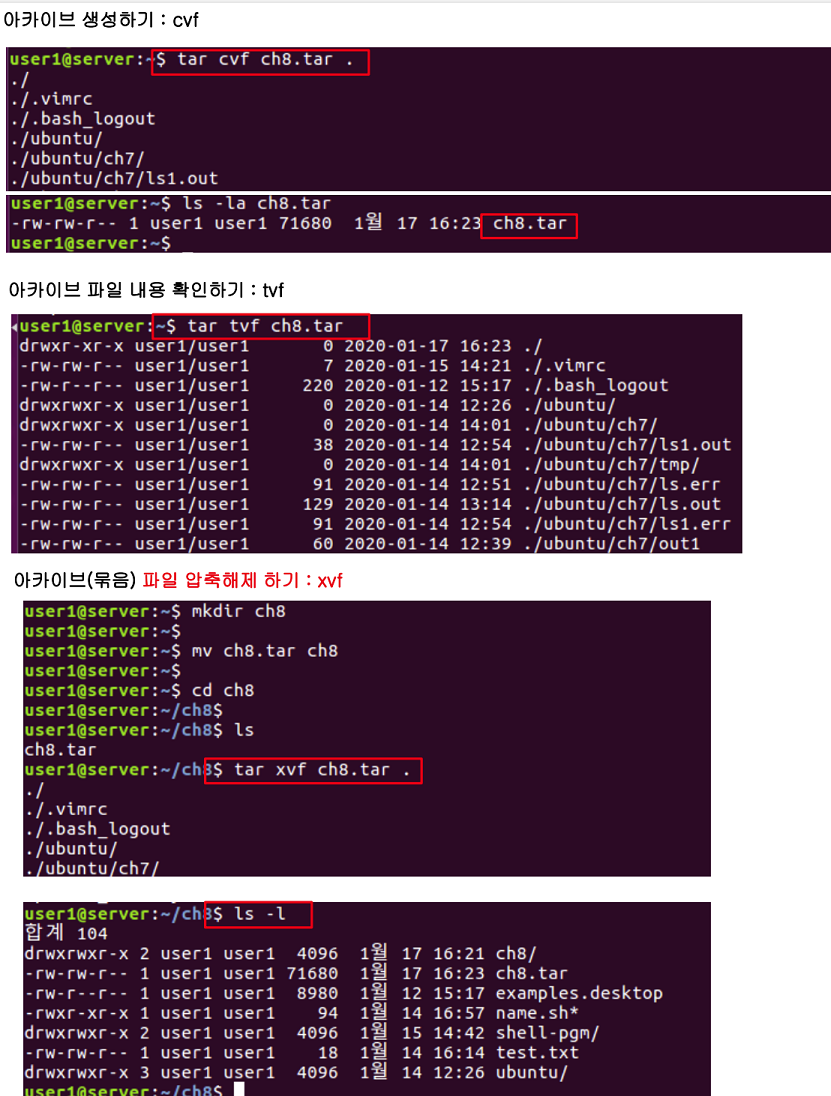 아카이브 생성하기 : cvf
user1@server:~$ tar cvf ch8.tar .
./
./.vimrc
./.bash_logout
./ubuntu/
./ubuntu/ch7/
./ubuntu/ch7/ls1.out
user1@server:~$ ls -la ch8.tar
-rw-rw-r-- 1 user1 user1 71680  1월 17 16:23 ch8.tar
user1@server:~$
아카이브 파일 내용 확인하기 : tvf
user1@server:~$ tar tvf ch8.tar
drwxr-xr-x user1/user1       0 2020-01-17 16:23 ./
-rw-rw-r-- user1/user1       7 2020-01-15 14:21 ./.vimrc
-rw-r--r-- user1/user1     220 2020-01-12 15:17 ./.bash_logout
drwxrwxr-x user1/user1       0 2020-01-14 12:26 ./ubuntu/
drwxrwxr-x user1/user1       0 2020-01-14 14:01 ./ubuntu/ch7/
-rw-rw-r-- user1/user1      38 2020-01-14 12:54 ./ubuntu/ch7/ls1.out
drwxrwxr-x user1/user1       0 2020-01-14 14:01 ./ubuntu/ch7/tmp/
-rw-rw-r-- user1/user1      91 2020-01-14 12:51 ./ubuntu/ch7/ls.err
-rw-rw-r-- user1/user1     129 2020-01-14 13:14 ./ubuntu/ch7/ls.out
-rw-rw-r-- user1/user1      91 2020-01-14 12:54 ./ubuntu/ch7/ls1.err
-rw-rw-r-- user1/user1      60 2020-01-14 12:39 ./ubuntu/ch7/out1
아카이브(묶음) 파일 압축해제 하기 : xvf
user1@server:~$ mkdir ch8
user1@server:~$
user1@server:~$ mv ch8.tar ch8
user1@server:~$
user1@server:~$ cd ch8
user1@server:~/ch8$
user1@server:~/ch8$ ls
ch8.tar
user1@server:~/ch8$ tar xvf ch8.tar .
./
./.vimrc
./.bash_logout
./ubuntu/
./ubuntu/ch7/
user1@server:~/ch8$ ls -l
합계 104
drwxrwxr-x 2 user1 user1  4096  1월 17 16:21 ch8/
-rw-rw-r-- 1 user1 user1 71680  1월 17 16:23 ch8.tar
-rw-r--r-- 1 user1 user1  8980  1월 12 15:17 examples.desktop
-rwxr-xr-x 1 user1 user1    94  1월 14 16:57 name.sh*
drwxrwxr-x 2 user1 user1  4096  1월 15 14:42 shell-pgm/
-rw-rw-r-- 1 user1 user1    18  1월 14 16:14 test.txt
drwxrwxr-x 3 user1 user1  4096  1월 14 12:26 ubuntu/
user1@server:~/ch8$